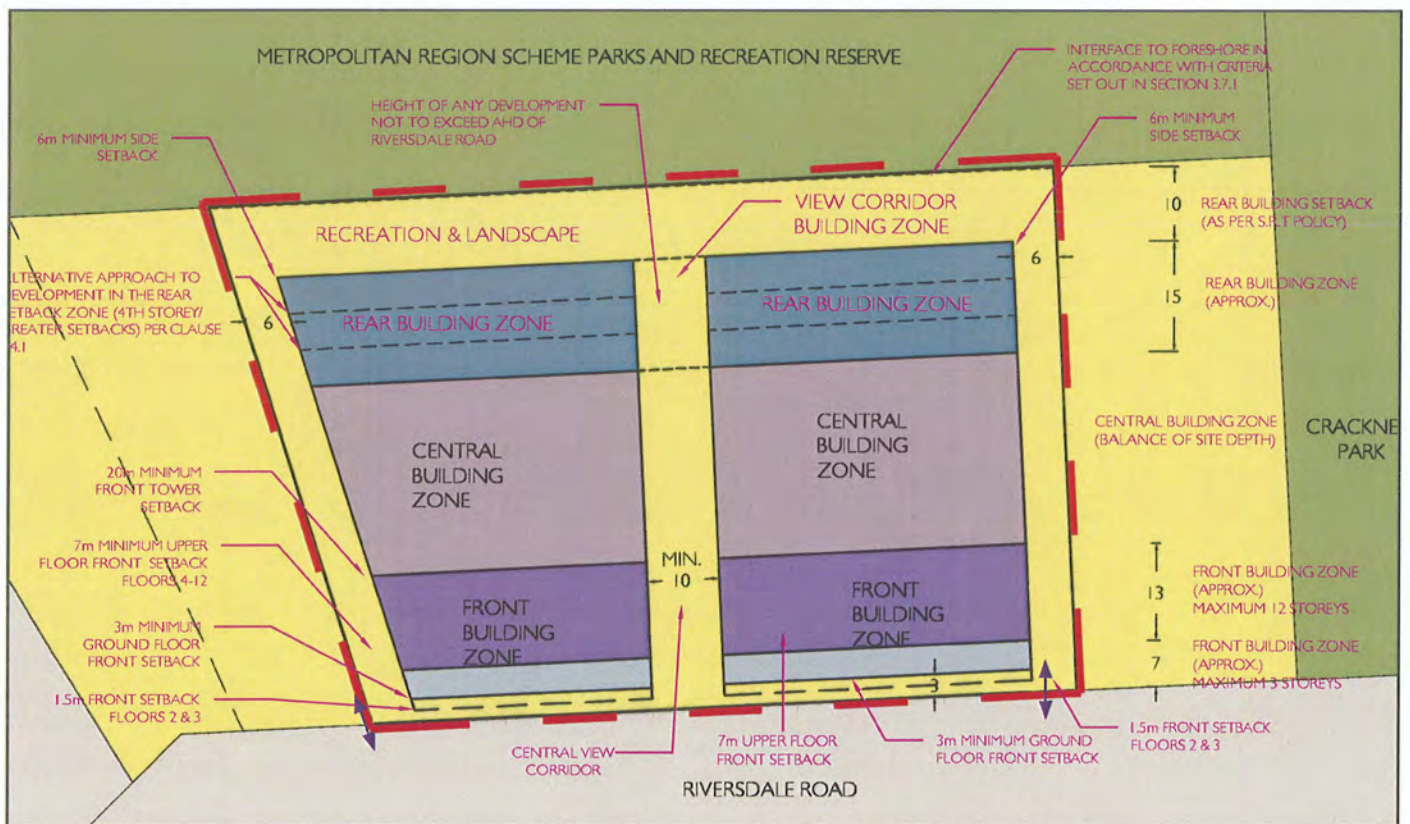 METROPOLITAN REGION SCHEME PARKS AND RECREATION RESERVE
INTERFACE TO FORESHORE IN
ACCORDANCE WITH CRITERIA
SET OUT IN SECTION 3.7.1
HEIGHT OF ANY DEVELOPMENT
NOT TO EXCEED AHD OF
RIVERSDALE ROAD
6m MINIMUM SIDE
SETBACK
6m MINIMUM
SIDE SETBACK
RECREATION & LANDSCAPE
VIEW CORRIDOR
BUILDING ZONE
10
REAR BUILDING SETBACK
(AS PER S.R.T POLICY)
LTERNATIVE APPROACH TO
EVELOPMENT IN THE REAR
ETBACK ZONE (4TH STOREY/
REATER SETBACKS) PER CLAUSE
4.1
6
6
REAR BUILDING ZONE
REAR BUILDING ZONE
15
REAR BUILDING ZONE
(APPROX.)
CENTRAL
BUILDING
ZONE
CENTRAL
BUILDING
ZONE
CENTRAL BUILDING ZONE
(BALANCE OF SITE DEPTH)
CRACKNE
PARK
20m MINIMUM
FRONT TOWER
SETBACK
7m MINIMUM UPPER
FLOOR FRONT SETBACK
FLOORS 4-12
MIN.
10
FRONT
BUILDING
ZONE
FRONT
BUILDING
ZONE
13
FRONT BUILDING ZONE
(APPROX.)
MAXIMUM 12 STOREYS
3m MINIMUM
GROUND FLOOR
FRONT SETBACK
7
FRONT BUILDING ZONE
(APPROX.)
MAXIMUM 3 STOREYS
3
1.5m FRONT SETBACK
FLOORS 2 & 3
CENTRAL VIEW
CORRIDOR
7m UPPER FLOOR
FRONT SETBACK
3m MINIMUM GROUND
FLOOR FRONT SETBACK
1.5m FRONT SETBACK
FLOORS 2 & 3
RIVERSDALE ROAD